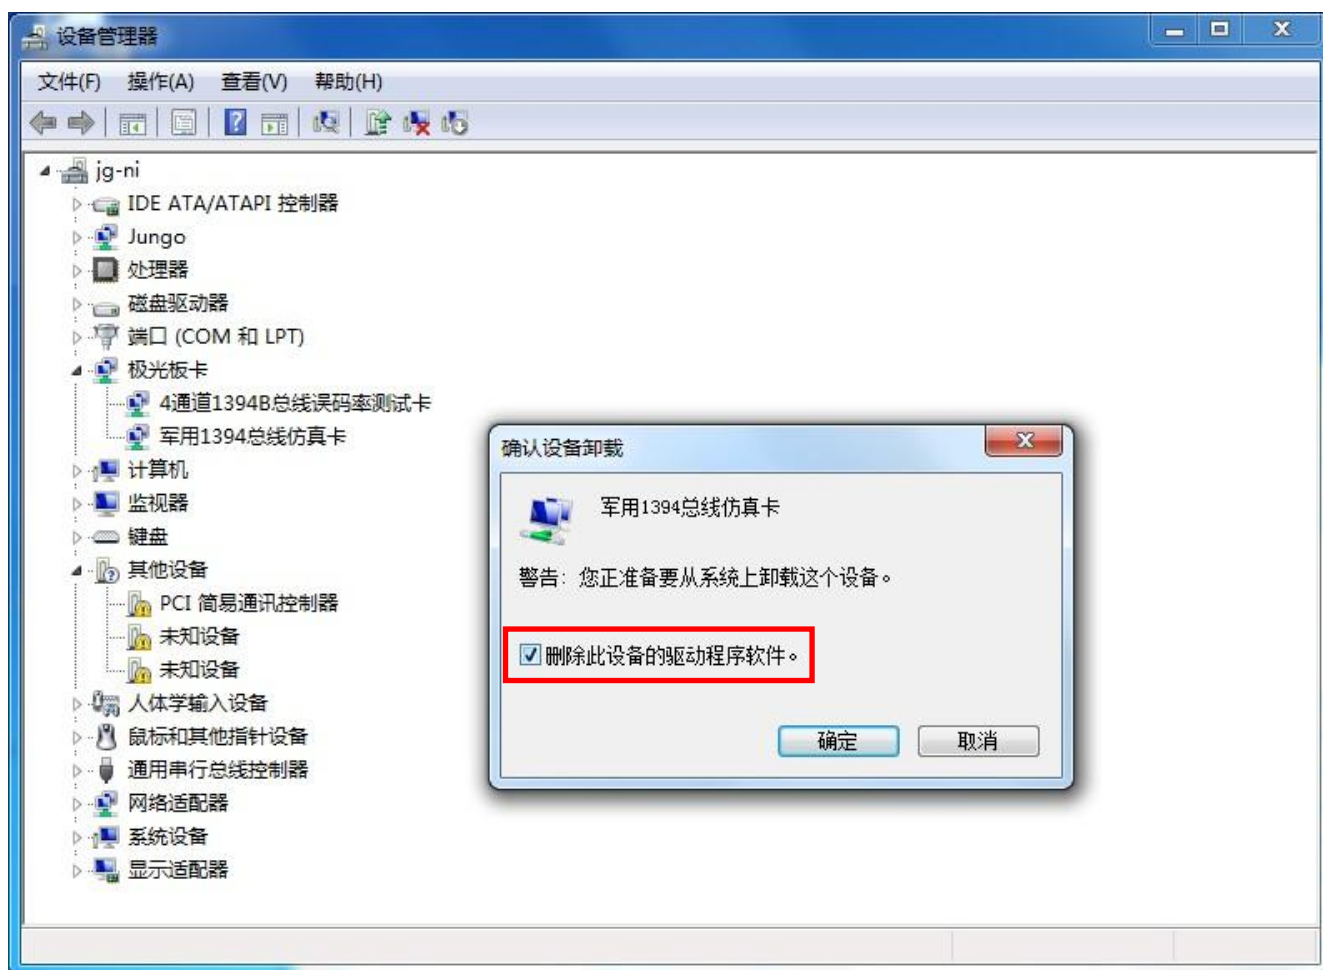 设备管理器
文件(F) 操作(A) 查看(V) 帮助(H)
jg-ni
IDE ATA/ATAPI 控制器
Jungo
处理器
磁盘驱动器
端口 (COM 和 LPT)
极光板卡
4通道1394B总线误码率测试卡
军用1394总线仿真卡
计算机
监视器
键盘
其他设备
PCI 简易通讯控制器
未知设备
未知设备
人体学输入设备
鼠标和其他指针设备
通用串行总线控制器
网络适配器
系统设备
显示适配器
确认设备卸载
军用1394总线仿真卡
警告: 您正准备要从系统上卸载这个设备。
删除此设备的驱动程序软件。
确定 取消